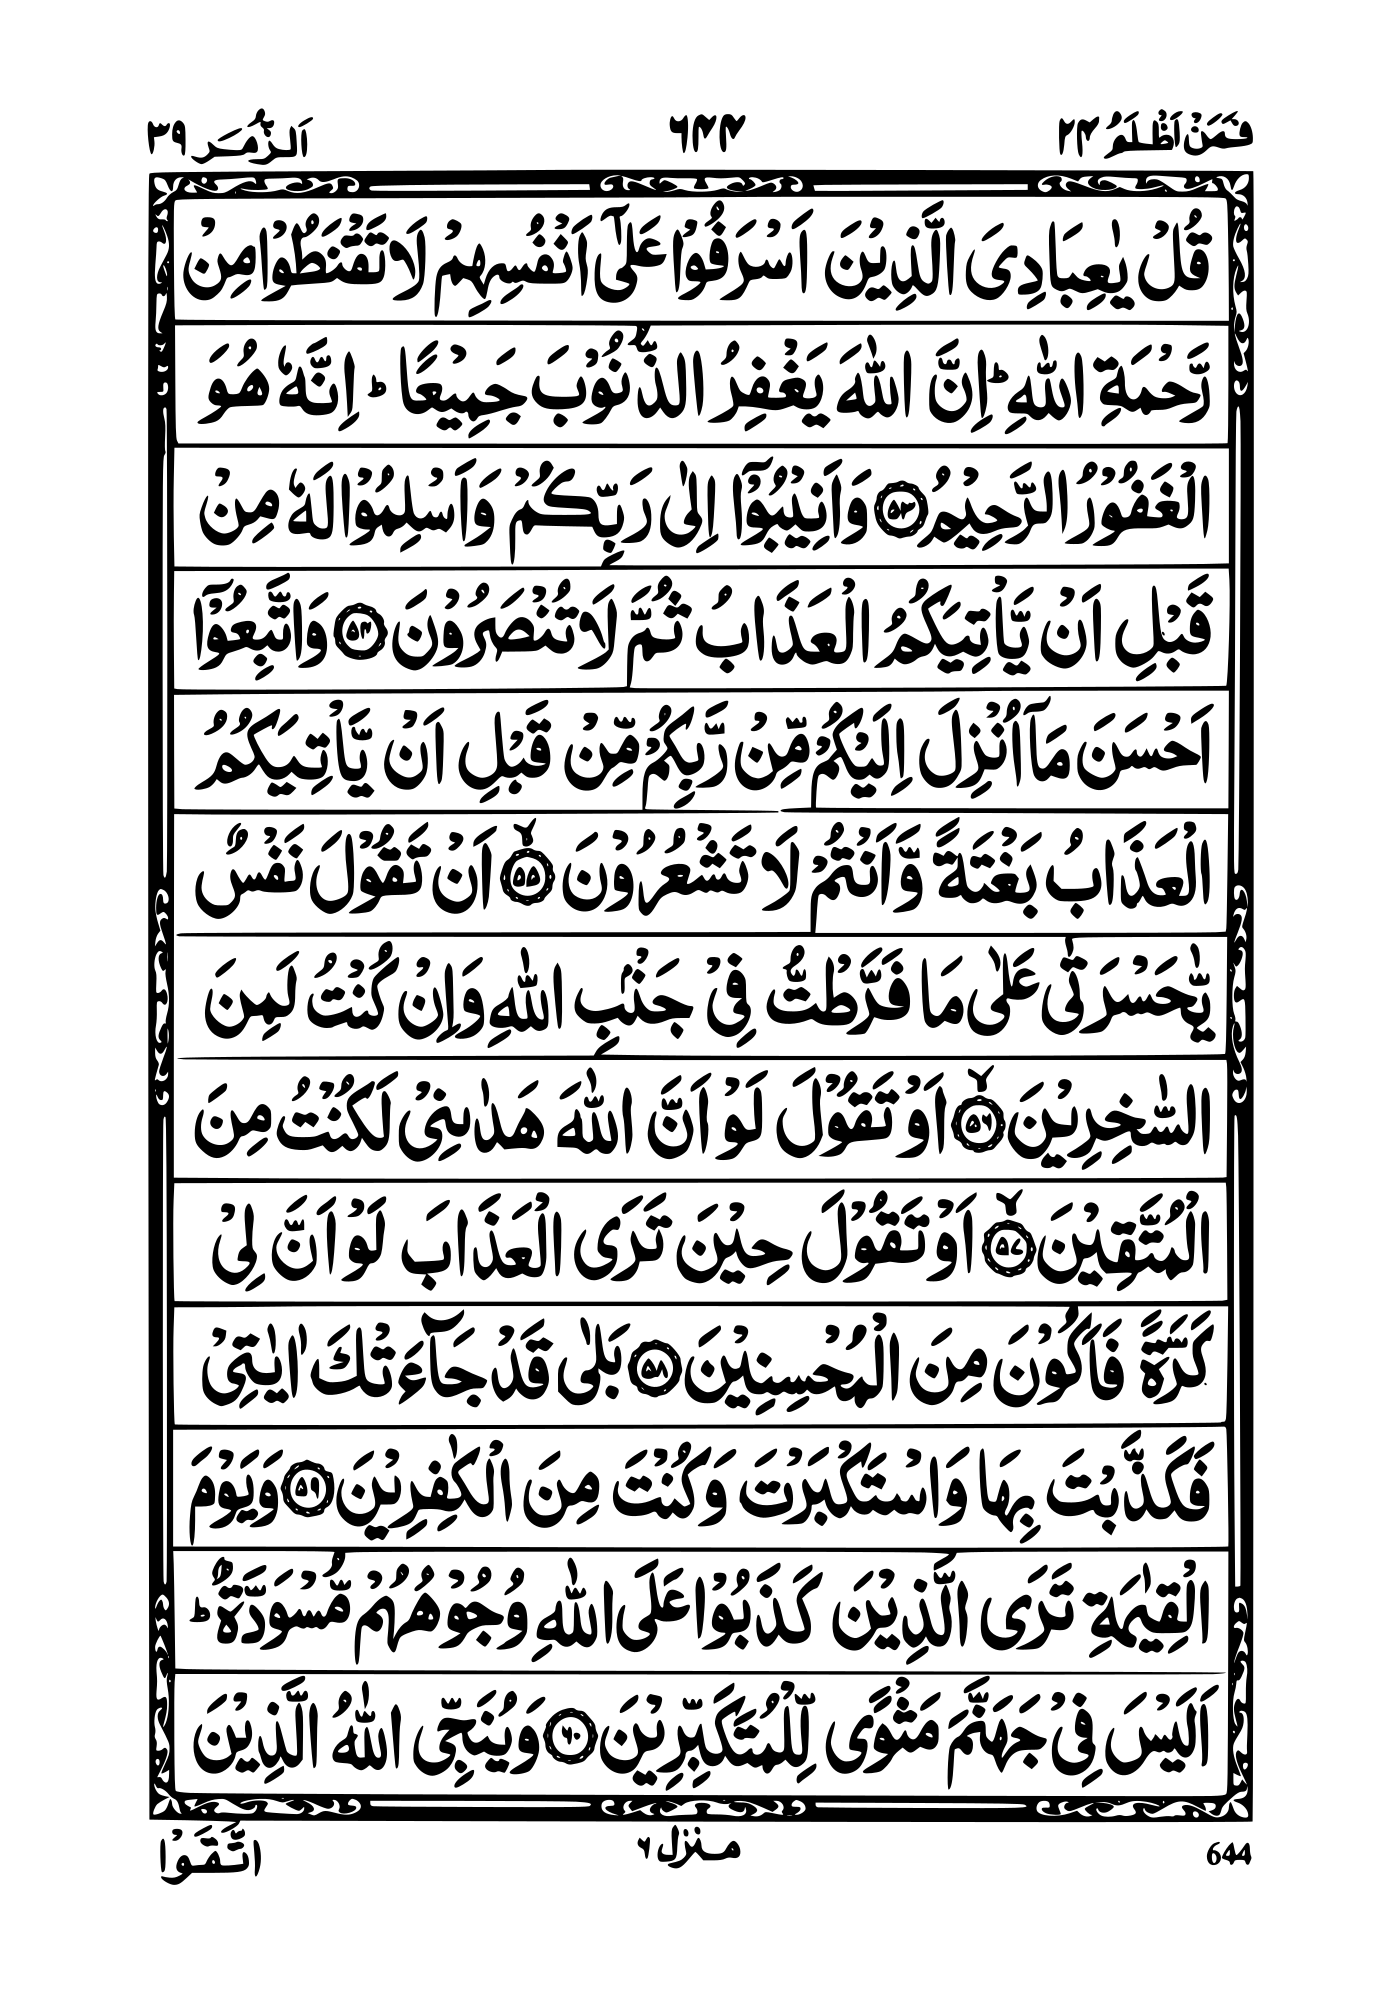 فَمَنْ اَظْلَمُ ٢٤ ٦٤٤ اَلزُّمَر ٣٩
قُلْ يٰعِبَادِىَ الَّذِيْنَ اَسْرَفُوْا عَلٰٓى اَنْفُسِهِمْ لَا تَقْنَطُوْا مِنْ
رَّحْمَةِ اللّٰهِ ؕ اِنَّ اللّٰهَ يَغْفِرُ الذُّنُوْبَ جَمِيْعًا ؕ اِنَّهٗ هُوَ
الْغَفُوْرُ الرَّحِيْمُ ۝٥٣ وَاَنِيْبُوْٓا اِلٰى رَبِّكُمْ وَاَسْلِمُوْا لَهٗ مِنْ
قَبْلِ اَنْ يَّاْتِيَكُمُ الْعَذَابُ ثُمَّ لَا تُنْصَرُوْنَ ۝٥٤ وَاتَّبِعُوْٓا
اَحْسَنَ مَآ اُنْزِلَ اِلَيْكُمْ مِّنْ رَّبِّكُمْ مِّنْ قَبْلِ اَنْ يَّاْتِيَكُمُ
الْعَذَابُ بَغْتَةً وَّاَنْتُمْ لَا تَشْعُرُوْنَ ۝٥٥ۙ اَنْ تَقُوْلَ نَفْسٌ
يّٰحَسْرَتٰى عَلٰى مَا فَرَّطْتُّ فِىْ جَنْۢبِ اللّٰهِ وَاِنْ كُنْتُ لَمِنَ
السّٰخِرِيْنَ ۝٥٦ۙ اَوْ تَقُوْلَ لَوْ اَنَّ اللّٰهَ هَدٰىنِىْ لَكُنْتُ مِنَ
الْمُتَّقِيْنَ ۝٥٧ۙ اَوْ تَقُوْلَ حِيْنَ تَرَى الْعَذَابَ لَوْ اَنَّ لِىْ
كَرَّةً فَاَكُوْنَ مِنَ الْمُحْسِنِيْنَ ۝٥٨ بَلٰى قَدْ جَآءَتْكَ اٰيٰتِىْ
فَكَذَّبْتَ بِهَا وَاسْتَكْبَرْتَ وَكُنْتَ مِنَ الْكٰفِرِيْنَ ۝٥٩ وَيَوْمَ
الْقِيٰمَةِ تَرَى الَّذِيْنَ كَذَبُوْا عَلَى اللّٰهِ وُجُوْهُهُمْ مُّسْوَدَّةٌ ؕ
اَلَيْسَ فِىْ جَهَنَّمَ مَثْوًى لِّلْمُتَكَبِّرِيْنَ ۝٦٠ وَيُنَجِّى اللّٰهُ الَّذِيْنَ
644 مـنزل ٦ اتَّقَوْا